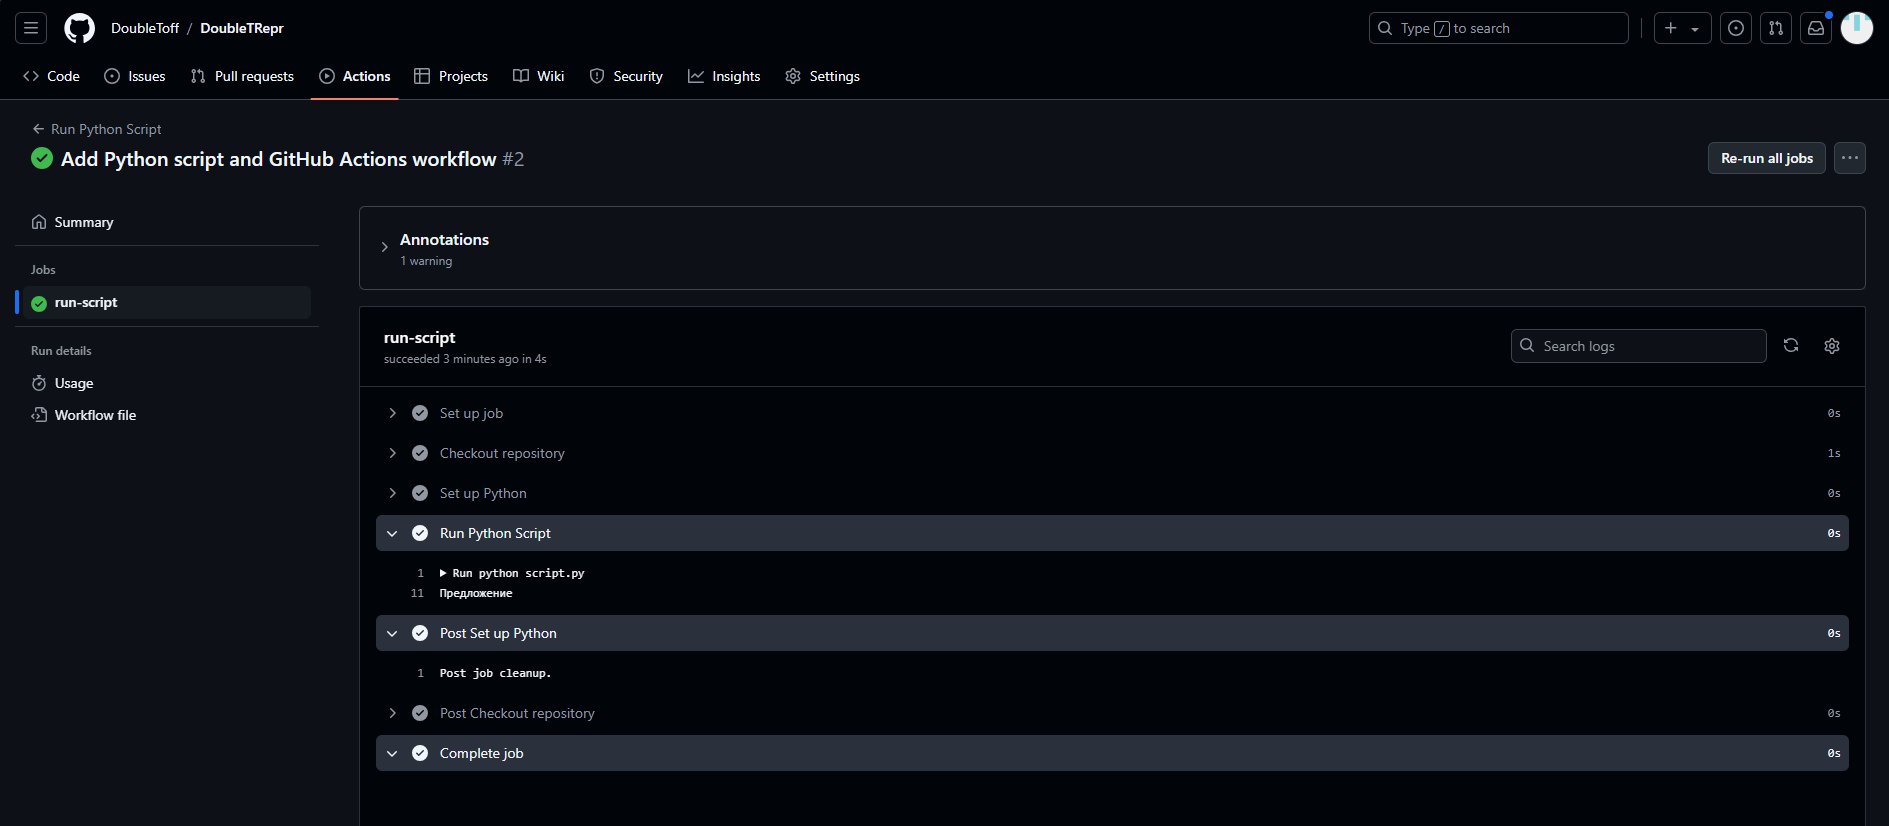 DoubleToff / DoubleTRepr
Type / to search
Code Issues Pull requests Actions Projects Wiki Security Insights Settings
Run Python Script
Add Python script and GitHub Actions workflow #2
Re-run all jobs
Summary
Jobs
run-script
Run details
Usage
Workflow file
Annotations
1 warning
run-script
succeeded 3 minutes ago in 4s
Search logs
Set up job 0s
Checkout repository 1s
Set up Python 0s
Run Python Script 0s
1 Run python script.py
11 Предложение
Post Set up Python 0s
1 Post job cleanup.
Post Checkout repository 0s
Complete job 0s